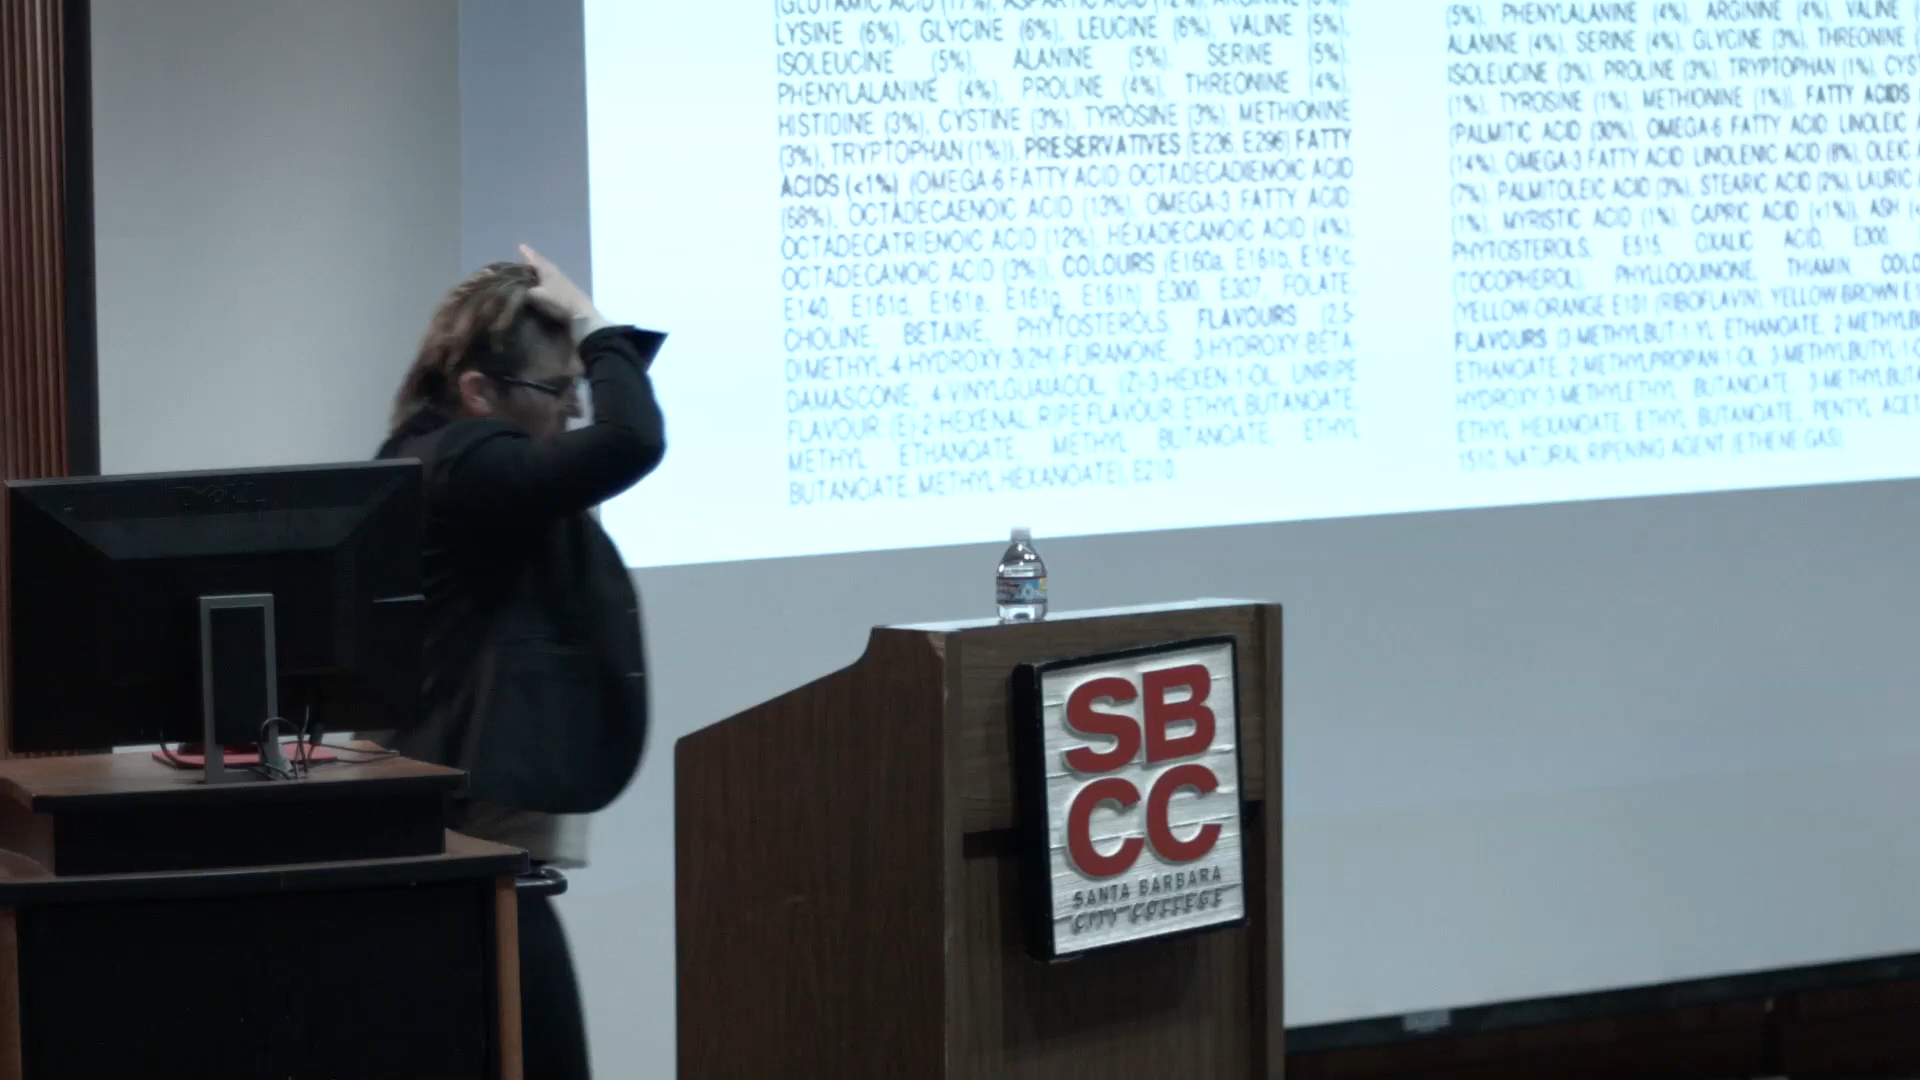 (GLUTAMIC ACID (17%), ASPARTIC ACID (12%), ARGININE (8%),
LYSINE (6%), GLYCINE (6%), LEUCINE (6%), VALINE (5%),
ISOLEUCINE (5%), ALANINE (5%), SERINE (5%),
PHENYLALANINE (4%), PROLINE (4%), THREONINE (4%),
HISTIDINE (3%), CYSTINE (3%), TYROSINE (3%), METHIONINE
(3%), TRYPTOPHAN (1%)), PRESERVATIVES (E236, E296) FATTY
ACIDS (<1%) (OMEGA-6 FATTY ACID: OCTADECADIENOIC ACID
(68%), OCTADECAENOIC ACID (13%), OMEGA-3 FATTY ACID:
OCTADECATRIENOIC ACID (12%), HEXADECANOIC ACID (4%),
OCTADECANOIC ACID (3%)), COLOURS (E160a, E161b, E161c,
E140, E161d, E161e, E161g, E161h) E300, E307, FOLATE,
CHOLINE, BETAINE, PHYTOSTEROLS, FLAVOURS (2,5-
DIMETHYL-4-HYDROXY-3(2H)-FURANONE, 3-HYDROXY-BETA-
DAMASCONE, 4-VINYLGUAIACOL, (Z)-3-HEXEN-1-OL, UNRIPE
FLAVOUR (E)-2-HEXENAL, RIPE FLAVOUR: ETHYL BUTANOATE,
METHYL ETHANOATE, METHYL BUTANOATE, ETHYL
BUTANOATE, METHYL HEXANOATE), E210.
(5%), PHENYLALANINE (4%), ARGININE (4%), VALINE
ALANINE (4%), SERINE (4%), GLYCINE (3%), THREONINE
ISOLEUCINE (3%), PROLINE (3%), TRYPTOPHAN (1%),
(1%), TYROSINE (1%), METHIONINE (1%)), FATTY ACIDS
(PALMITIC ACID (30%), OMEGA-6 FATTY ACID: LINOLEIC
(14%), OMEGA-3 FATTY ACID: LINOLENIC ACID (8%), OLEIC
(7%), PALMITOLEIC ACID (3%), STEARIC ACID (2%), LAURIC
(1%), MYRISTIC ACID (1%), CAPRIC ACID (<1%)), ASH
PHYTOSTEROLS, E515, OXALIC ACID, E300,
(TOCOPHEROL), PHYLLOQUINONE, THIAMIN,
(YELLOW-ORANGE E101 (RIBOFLAVIN), YELLOW-BROWN
FLAVOURS (3-METHYLBUT-1-YL ETHANOATE,
ETHANOATE, 2-METHYLPROPAN-1-OL,
HYDROXY-3-METHYLETHYL BUTANOATE,
ETHYL HEXANOATE, ETHYL BUTANOATE, PENTYL
1510, NATURAL RIPENING AGENT (ETHENE GAS).
DELL
SB
CC
SANTA BARBARA
CITY COLLEGE